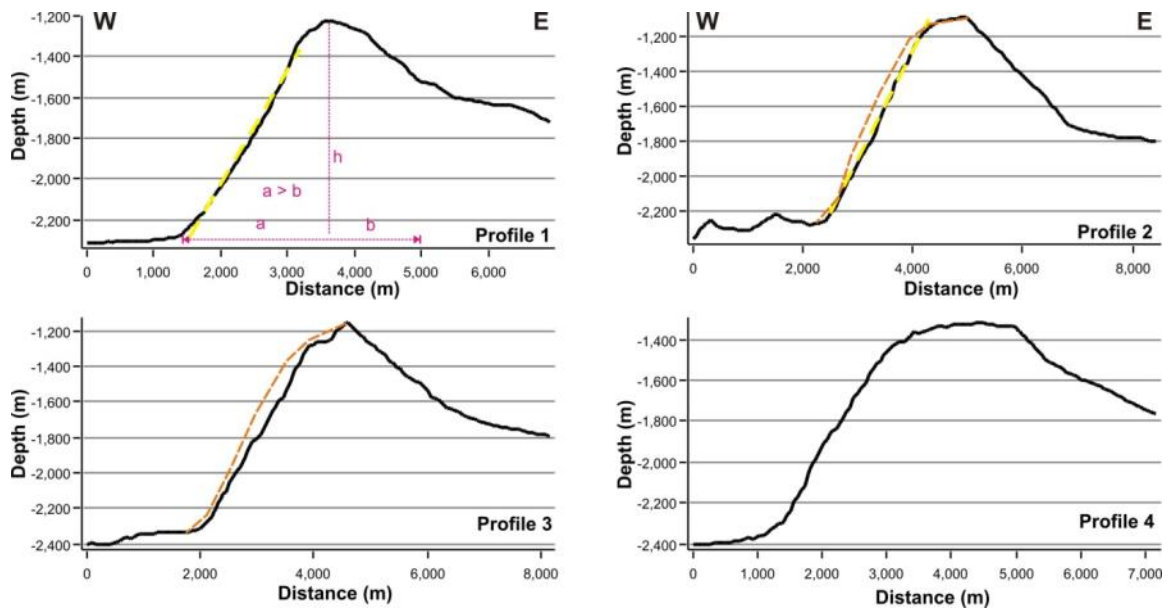 W E
Depth (m)
-1,200
-1,400
-1,600
-1,800
-2,000
-2,200
h
a > b
a b
Profile 1
0 1,000 2,000 3,000 4,000 5,000 6,000
Distance (m)
W E
Depth (m)
-1,200
-1,400
-1,600
-1,800
-2,000
-2,200
Profile 2
0 2,000 4,000 6,000 8,000
Distance (m)
Depth (m)
-1,200
-1,400
-1,600
-1,800
-2,000
-2,200
-2,400
Profile 3
0 2,000 4,000 6,000 8,000
Distance (m)
Depth (m)
-1,400
-1,600
-1,800
-2,000
-2,200
-2,400
Profile 4
0 1,000 2,000 3,000 4,000 5,000 6,000 7,000
Distance (m)